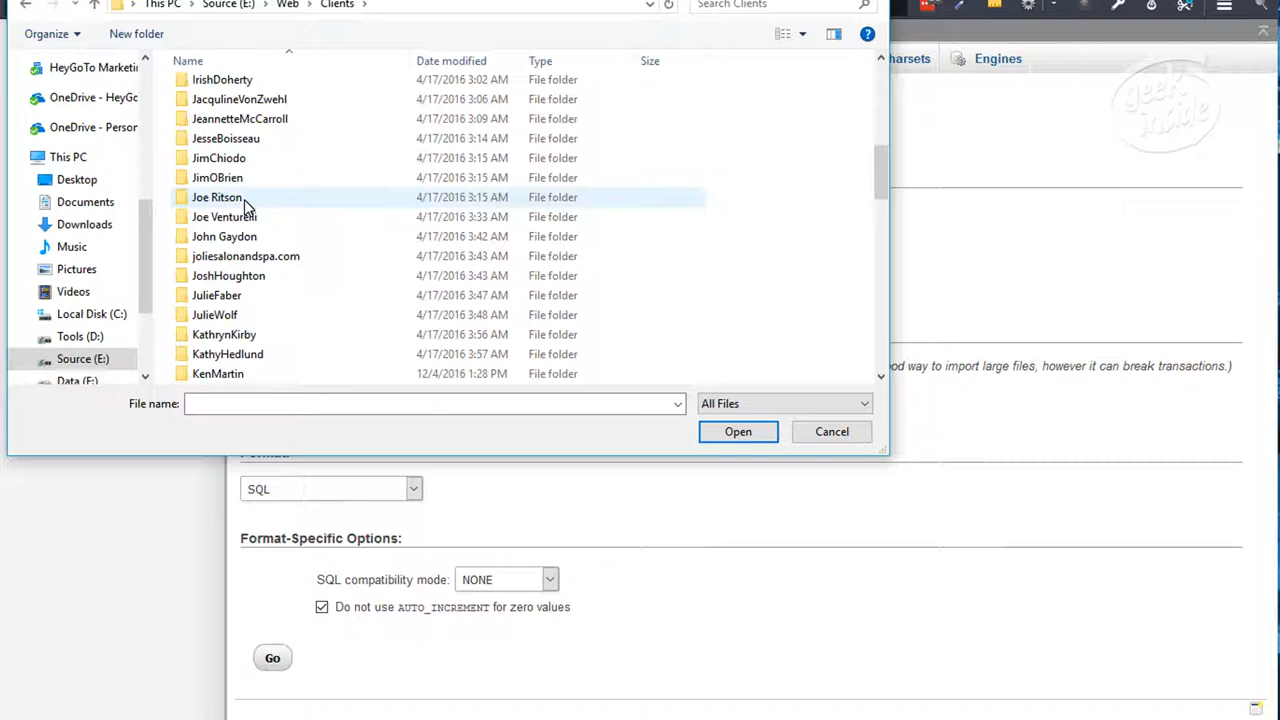 This PC > Source (E:) > Web > Clients >
Search Clients
Organize
New folder
Name Date modified Type Size
HeyGoTo Marketi
OneDrive - HeyGo
OneDrive - Person
This PC
Desktop
Documents
Downloads
Music
Pictures
Videos
Local Disk (C:)
Tools (D:)
Source (E:)
Data (F:)
IrishDoherty 4/17/2016 3:02 AM File folder
JacqulineVonZwehl 4/17/2016 3:06 AM File folder
JeannetteMcCarroll 4/17/2016 3:09 AM File folder
JesseBoisseau 4/17/2016 3:14 AM File folder
JimChiodo 4/17/2016 3:15 AM File folder
JimOBrien 4/17/2016 3:15 AM File folder
Joe Ritson 4/17/2016 3:15 AM File folder
Joe Venturelli 4/17/2016 3:33 AM File folder
John Gaydon 4/17/2016 3:42 AM File folder
joliesalonandspa.com 4/17/2016 3:43 AM File folder
JoshHoughton 4/17/2016 3:43 AM File folder
JulieFaber 4/17/2016 3:47 AM File folder
JulieWolf 4/17/2016 3:48 AM File folder
KathrynKirby 4/17/2016 3:56 AM File folder
KathyHedlund 4/17/2016 3:57 AM File folder
KenMartin 12/4/2016 1:28 PM File folder
File name:
All Files
Open
Cancel
harsets
Engines
geek
inside
od way to import large files, however it can break transactions.)
SQL
Format-Specific Options:
SQL compatibility mode: NONE
Do not use AUTO_INCREMENT for zero values
Go